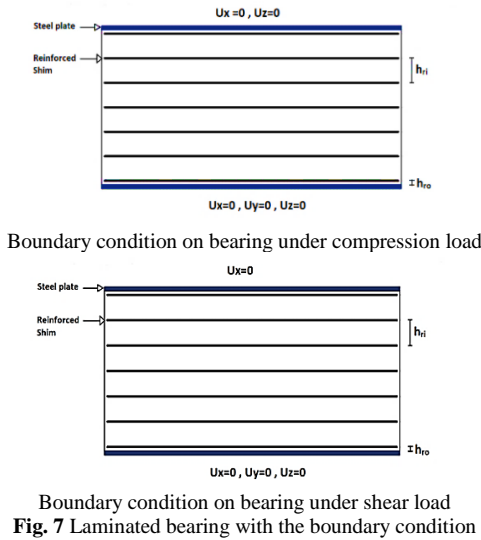 Ux =0 , Uz=0
Steel plate
Reinforced
Shim
hri
hro
Ux=0 , Uy=0 , Uz=0
Boundary condition on bearing under compression load
Ux=0
Steel plate
Reinforced
Shim
hri
hro
Ux=0 , Uy=0 , Uz=0
Boundary condition on bearing under shear load
Fig. 7 Laminated bearing with the boundary condition